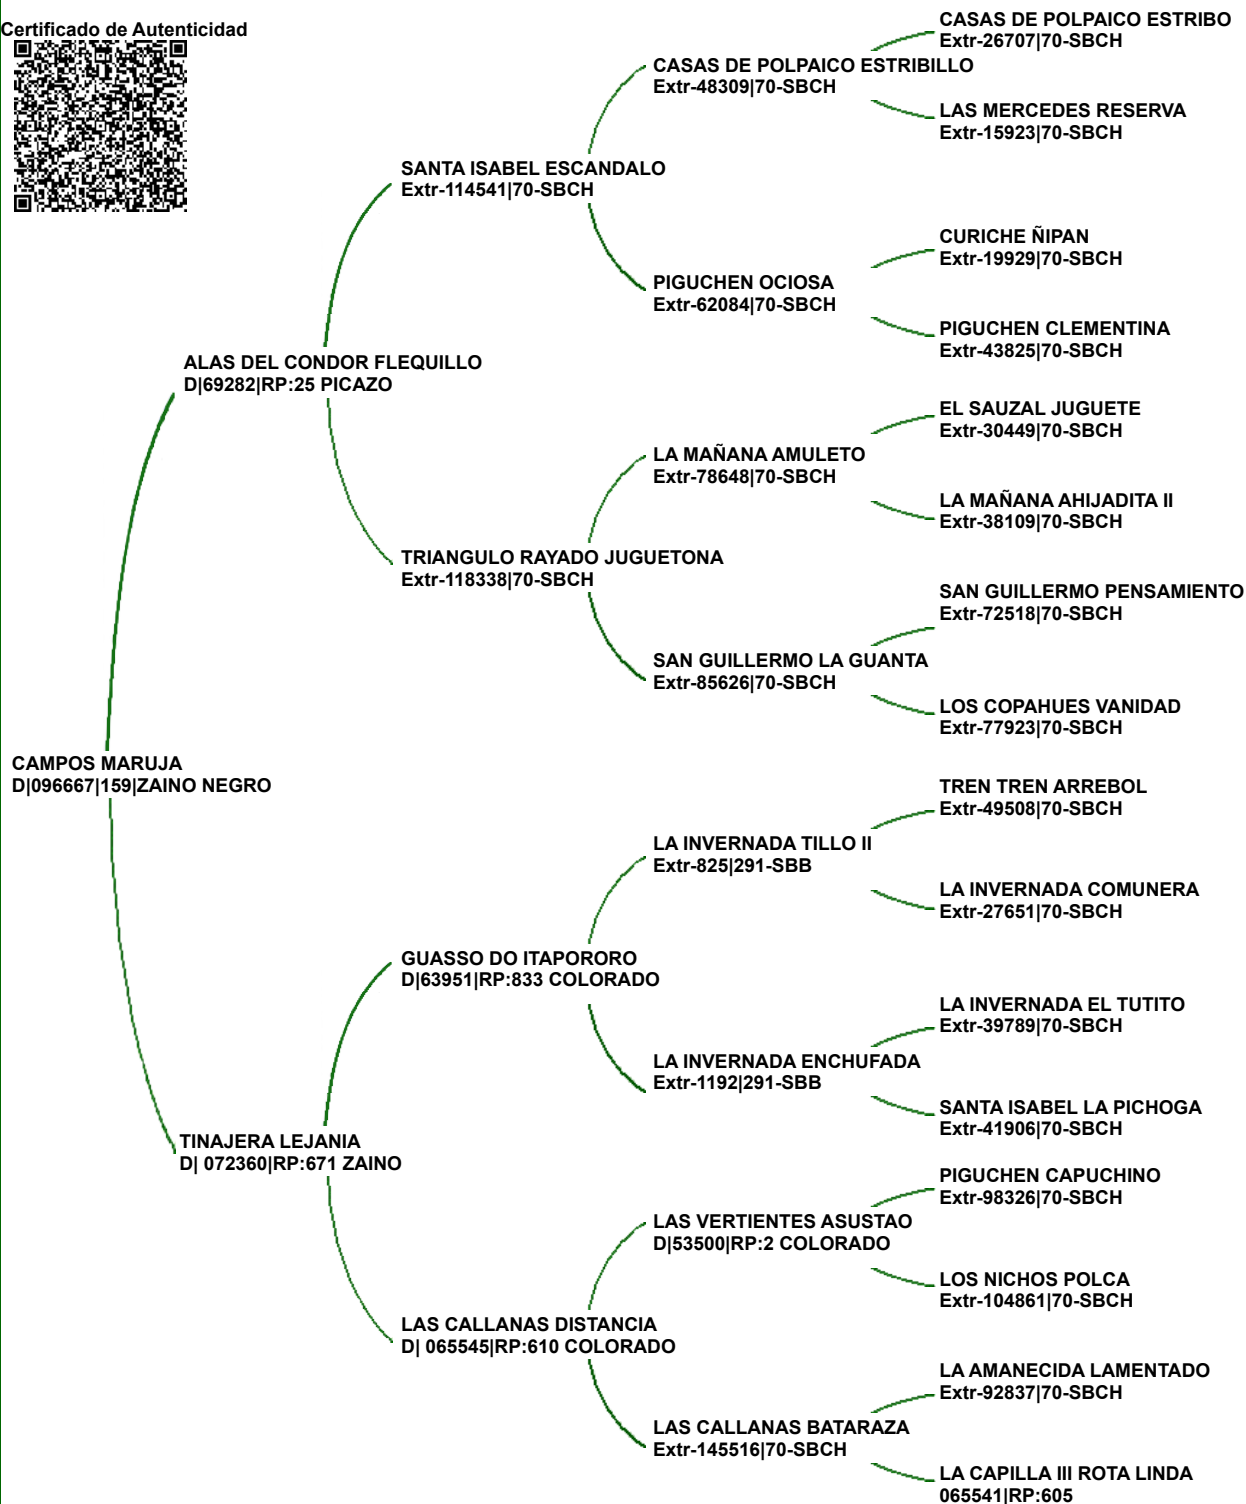 Certificado de Autenticidad
CASAS DE POLPAICO ESTRIBO
Extr-26707|70-SBCH
CASAS DE POLPAICO ESTRIBILLO
Extr-48309|70-SBCH
LAS MERCEDES RESERVA
Extr-15923|70-SBCH
SANTA ISABEL ESCANDALO
Extr-114541|70-SBCH
CURICHE ÑIPAN
Extr-19929|70-SBCH
PIGUCHEN OCIOSA
Extr-62084|70-SBCH
PIGUCHEN CLEMENTINA
Extr-43825|70-SBCH
ALAS DEL CONDOR FLEQUILLO
D|69282|RP:25 PICAZO
EL SAUZAL JUGUETE
Extr-30449|70-SBCH
LA MAÑANA AMULETO
Extr-78648|70-SBCH
LA MAÑANA AHIJADITA II
Extr-38109|70-SBCH
TRIANGULO RAYADO JUGUETONA
Extr-118338|70-SBCH
SAN GUILLERMO PENSAMIENTO
Extr-72518|70-SBCH
SAN GUILLERMO LA GUANTA
Extr-85626|70-SBCH
LOS COPAHUES VANIDAD
Extr-77923|70-SBCH
CAMPOS MARUJA
D|096667|159|ZAINO NEGRO
TREN TREN ARREBOL
Extr-49508|70-SBCH
LA INVERNADA TILLO II
Extr-825|291-SBB
LA INVERNADA COMUNERA
Extr-27651|70-SBCH
GUASSO DO ITAPORORO
D|63951|RP:833 COLORADO
LA INVERNADA EL TUTITO
Extr-39789|70-SBCH
LA INVERNADA ENCHUFADA
Extr-1192|291-SBB
SANTA ISABEL LA PICHOGA
Extr-41906|70-SBCH
TINAJERA LEJANIA
D| 072360|RP:671 ZAINO
PIGUCHEN CAPUCHINO
Extr-98326|70-SBCH
LAS VERTIENTES ASUSTAO
D|53500|RP:2 COLORADO
LOS NICHOS POLCA
Extr-104861|70-SBCH
LAS CALLANAS DISTANCIA
D| 065545|RP:610 COLORADO
LA AMANECIDA LAMENTADO
Extr-92837|70-SBCH
LAS CALLANAS BATARAZA
Extr-145516|70-SBCH
LA CAPILLA III ROTA LINDA
065541|RP:605